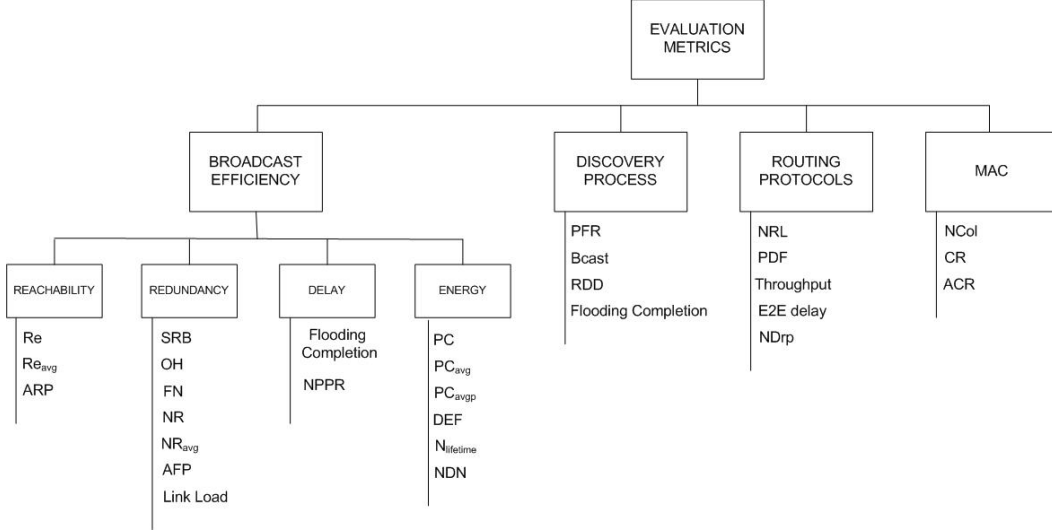 EVALUATION
METRICS
BROADCAST
EFFICIENCY
DISCOVERY
PROCESS
ROUTING
PROTOCOLS
MAC
REACHABILITY
REDUNDANCY
DELAY
ENERGY
Re
Reavg
ARP
SRB
OH
FN
NR
NRavg
AFP
Link Load
Flooding
Completion
NPPR
PC
PCavg
PCavgp
DEF
Nlifetime
NDN
PFR
Bcast
RDD
Flooding Completion
NRL
PDF
Throughput
E2E delay
NDrp
NCol
CR
ACR